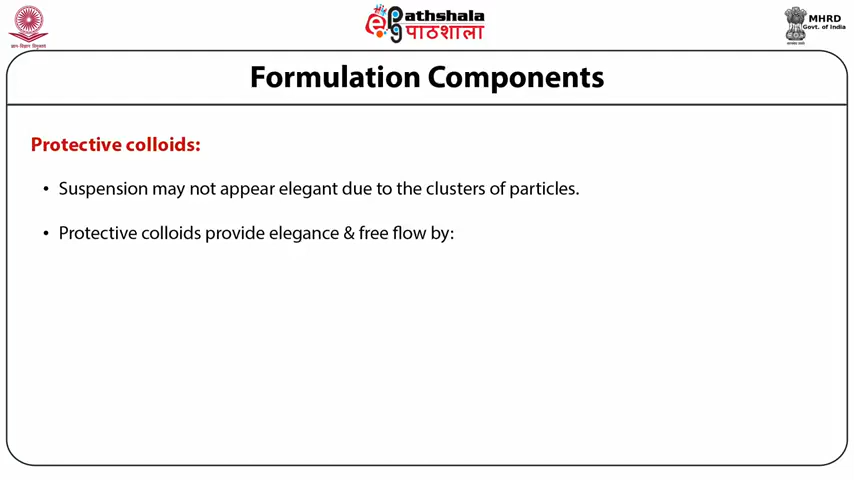 Pathshala
पाठशाला
MHRD
Govt. of India
Formulation Components
Protective colloids:
• Suspension may not appear elegant due to the clusters of particles.
• Protective colloids provide elegance & free flow by: